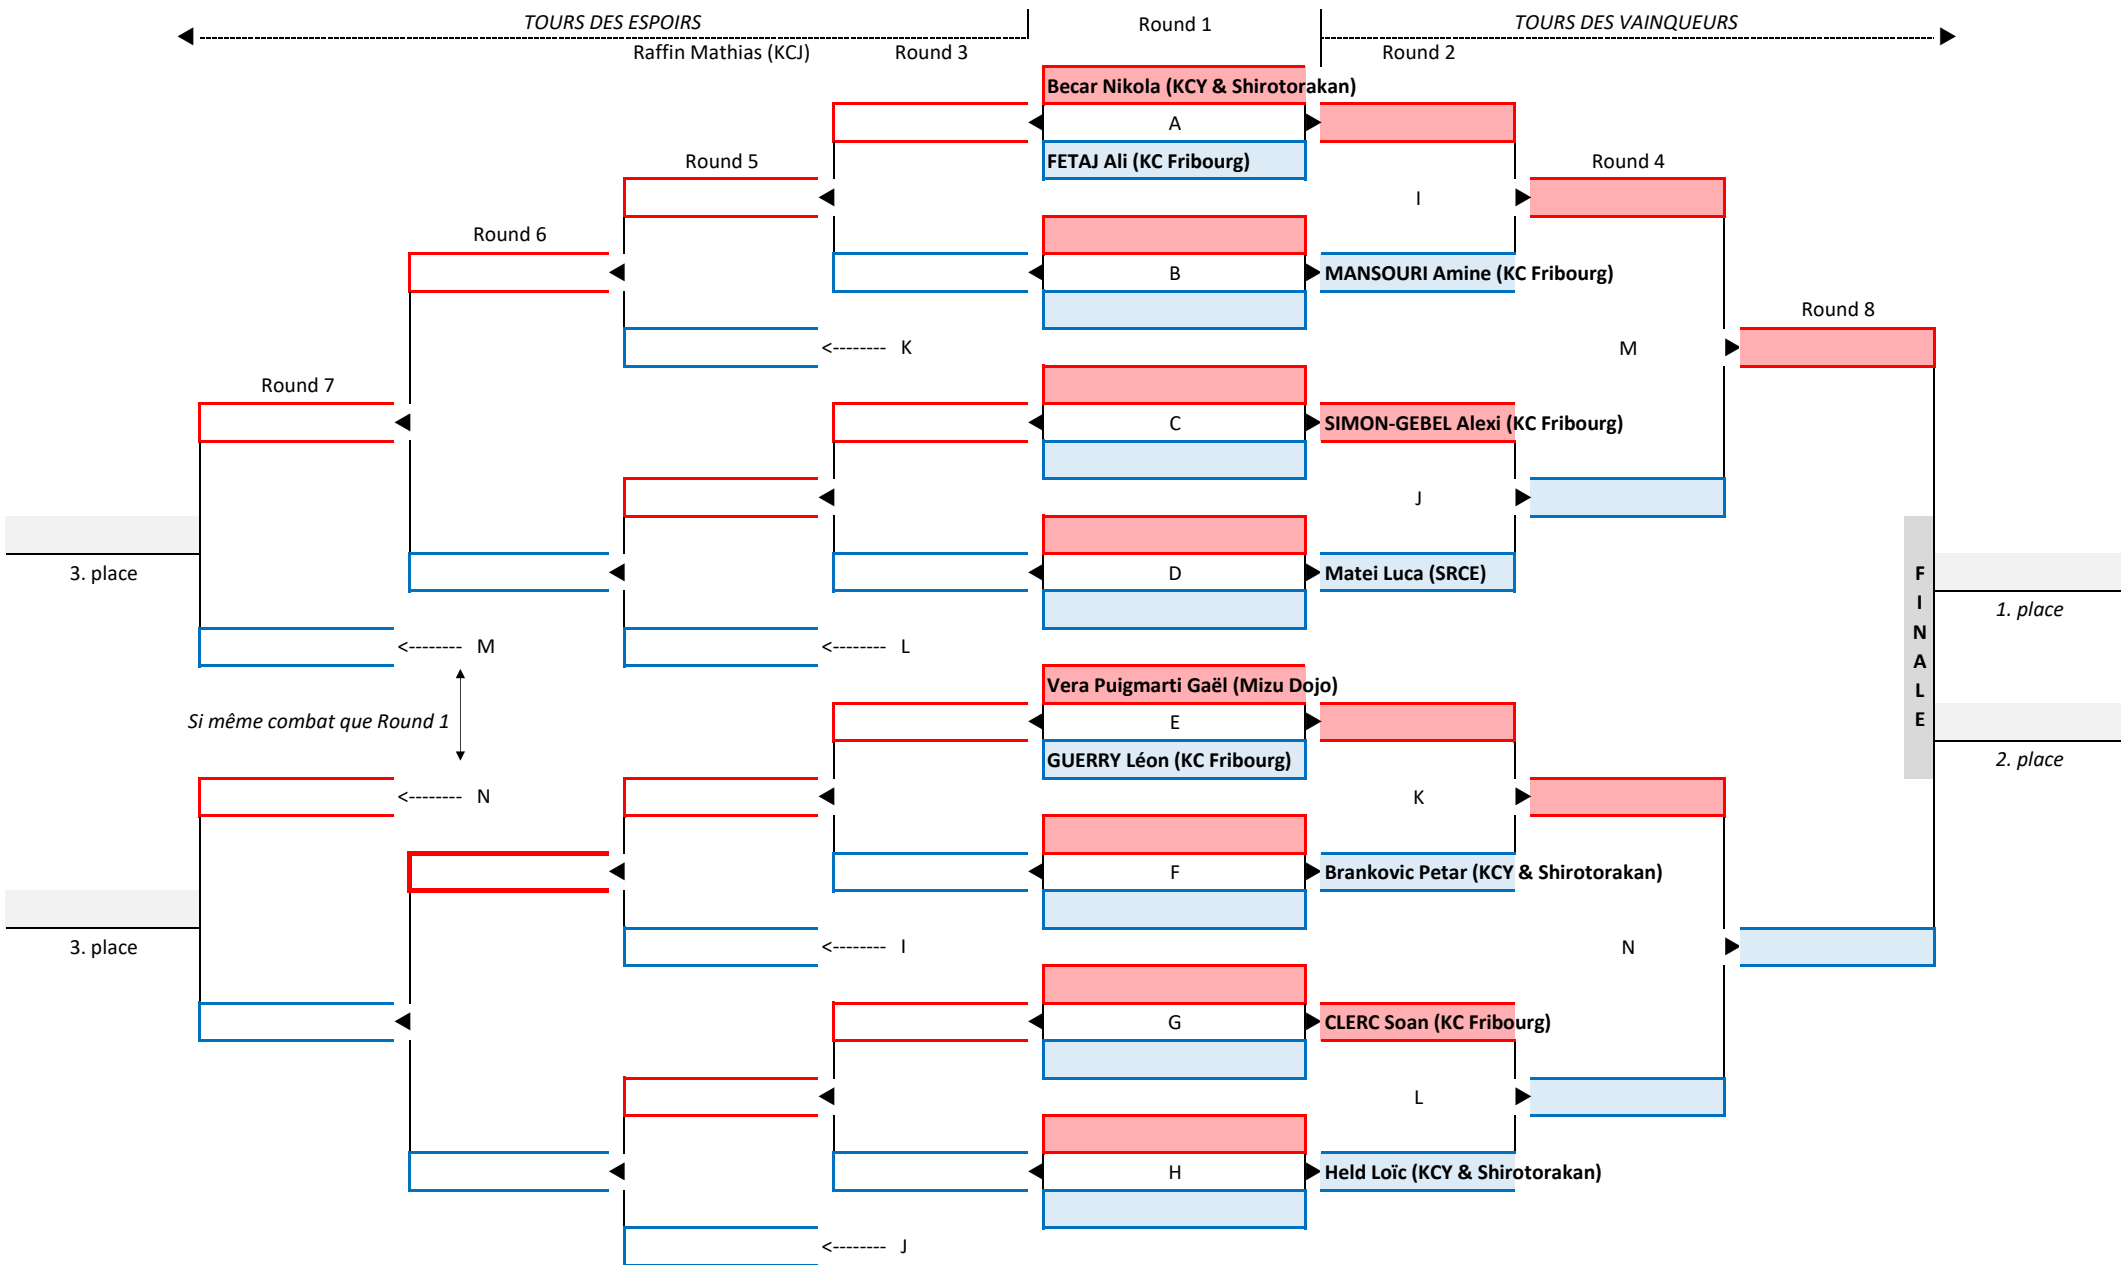 TOURS DES ESPOIRS
Round 1
TOURS DES VAINQUEURS
Raffin Mathias (KCJ)
Round 3
Round 2
Becar Nikola (KCY & Shirotorakan)
A
Round 5
FETAJ Ali (KC Fribourg)
Round 4
I
Round 6
B
MANSOURI Amine (KC Fribourg)
Round 8
<-------- K
M
Round 7
C
SIMON-GEBEL Alexi (KC Fribourg)
J
3. place
D
Matei Luca (SRCE)
F
I
N
A
L
E
1. place
<-------- M
<-------- L
Vera Puigmarti Gaël (Mizu Dojo)
Si même combat que Round 1
E
GUERRY Léon (KC Fribourg)
2. place
<-------- N
K
F
Brankovic Petar (KCY & Shirotorakan)
3. place
<-------- I
N
G
CLERC Soan (KC Fribourg)
L
H
Held Loïc (KCY & Shirotorakan)
<-------- J